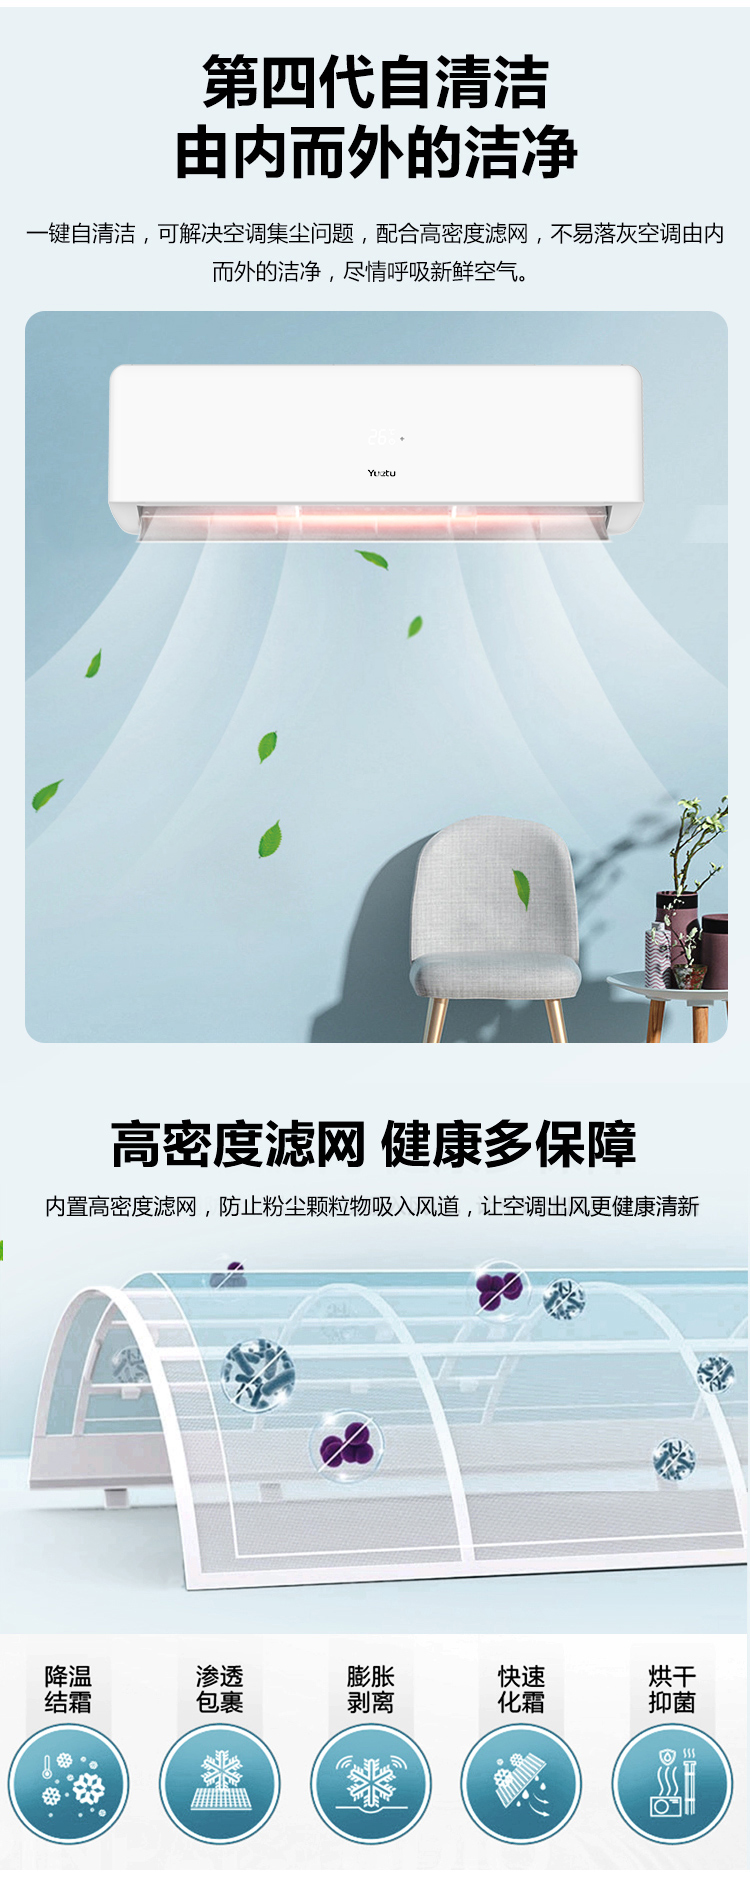 第四代自清洁
由内而外的洁净
一键自清洁，可解决空调集尘问题，配合高密度滤网，不易落灰空调由内
而外的洁净，尽情呼吸新鲜空气。
26
Yuetu
高密度滤网 健康多保障
内置高密度滤网，防止粉尘颗粒物吸入风道，让空调出风更健康清新
降温 渗透 膨胀 快速 烘干
结霜 包裹 剥离 化霜 抑菌